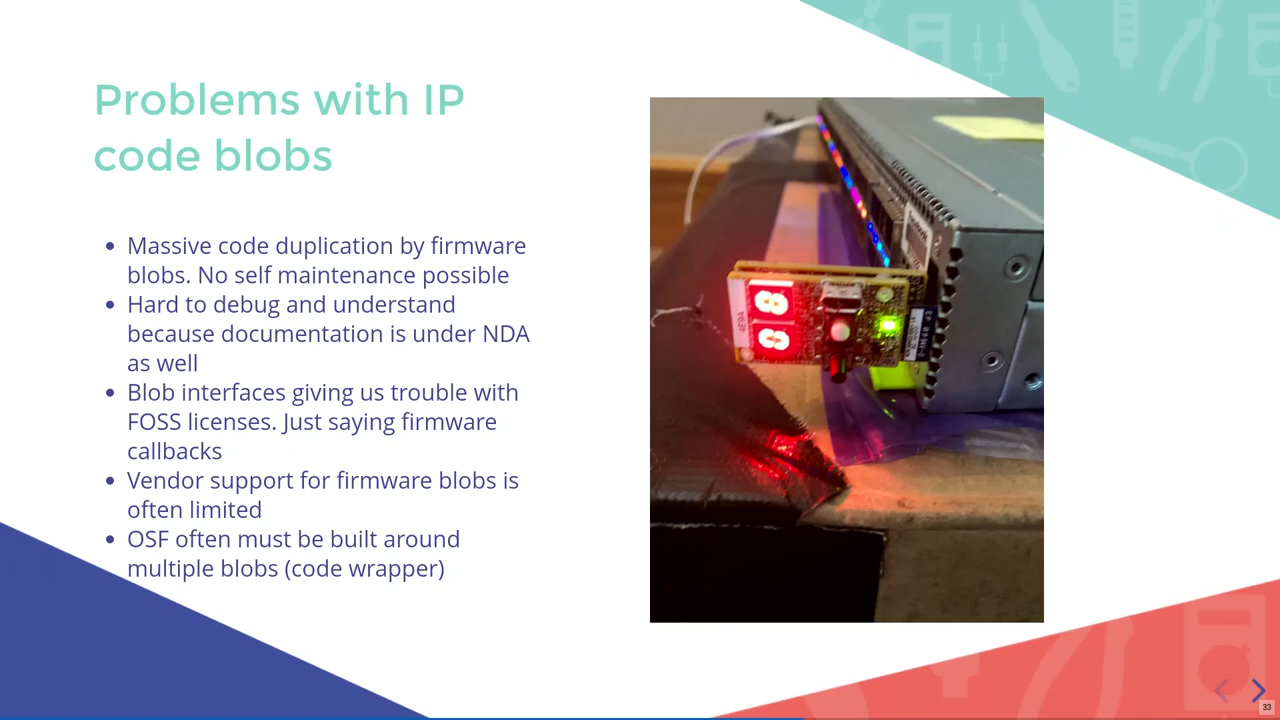 Problems with IP
code blobs
Massive code duplication by firmware
blobs. No self maintenance possible
Hard to debug and understand
because documentation is under NDA
as well
Blob interfaces giving us trouble with
FOSS licenses. Just saying firmware
callbacks
Vendor support for firmware blobs is
often limited
OSF often must be built around
multiple blobs (code wrapper)
88
33